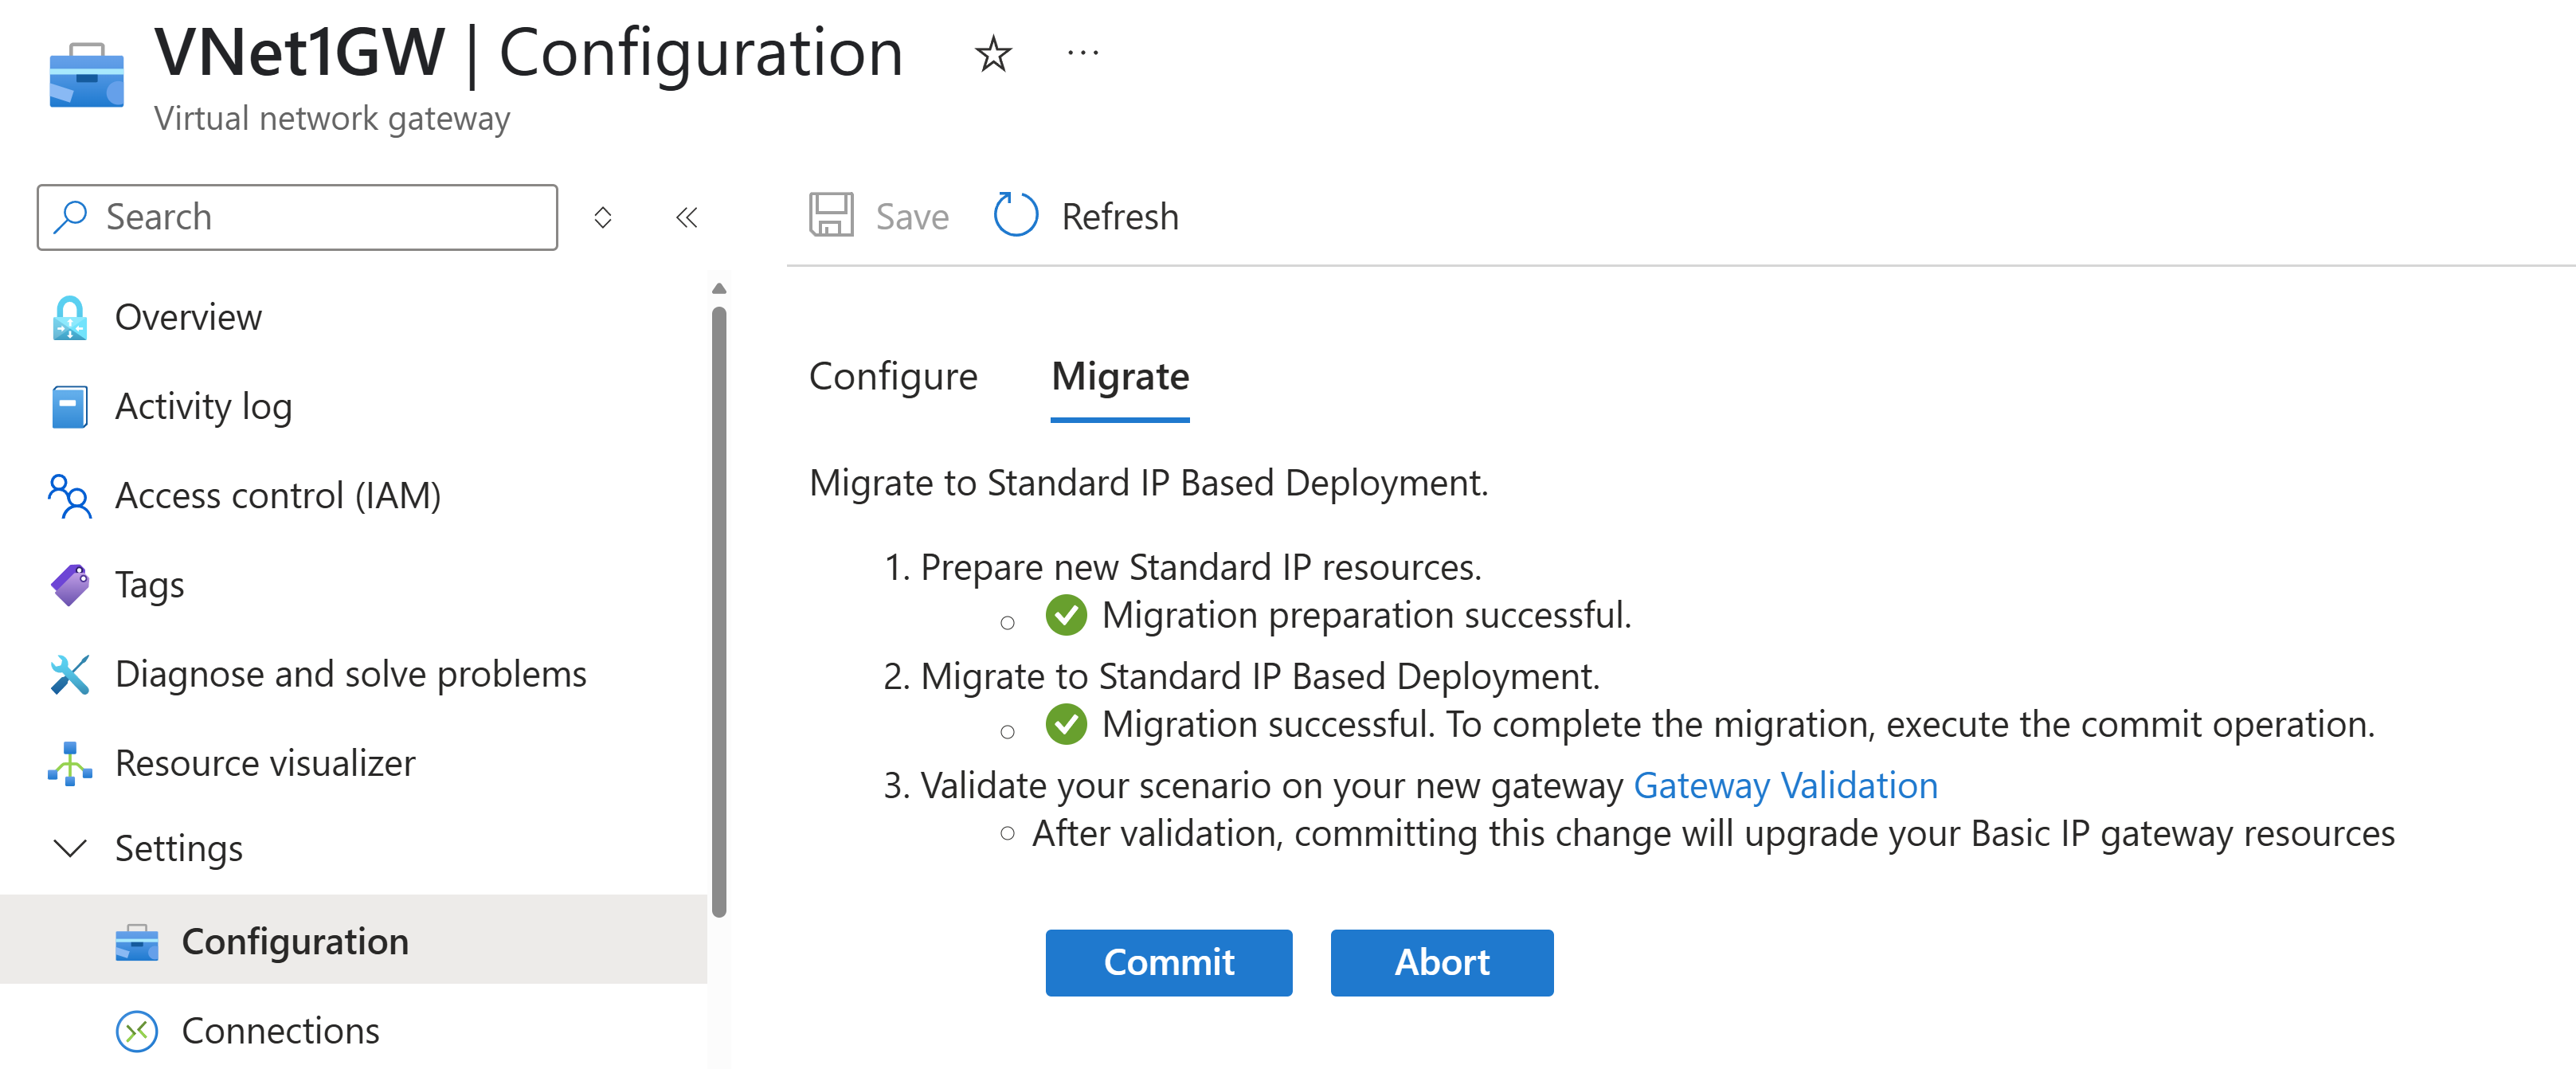 VNet1GW | Configuration
Virtual network gateway
Search
Save
Refresh
Overview
Activity log
Access control (IAM)
Tags
Diagnose and solve problems
Resource visualizer
Settings
Configuration
Connections
Configure
Migrate
Migrate to Standard IP Based Deployment.
1. Prepare new Standard IP resources.
Migration preparation successful.
2. Migrate to Standard IP Based Deployment.
Migration successful. To complete the migration, execute the commit operation.
3. Validate your scenario on your new gateway Gateway Validation
After validation, committing this change will upgrade your Basic IP gateway resources
Commit
Abort